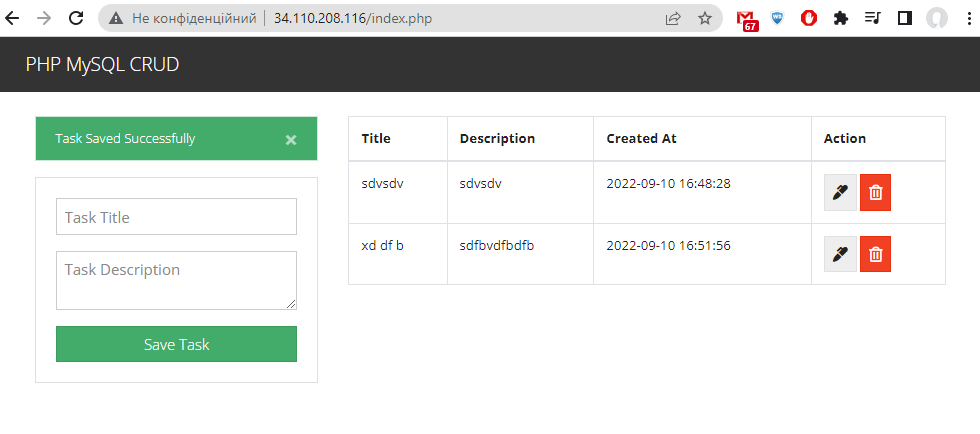 Не конфіденційний | 34.110.208.116/index.php
67
PHP MySQL CRUD
Task Saved Successfully ×
Task Title
Task Description
Save Task
Title Description Created At Action
sdvsdv sdvsdv 2022-09-10 16:48:28
xd df b sdfbvdfbdfb 2022-09-10 16:51:56